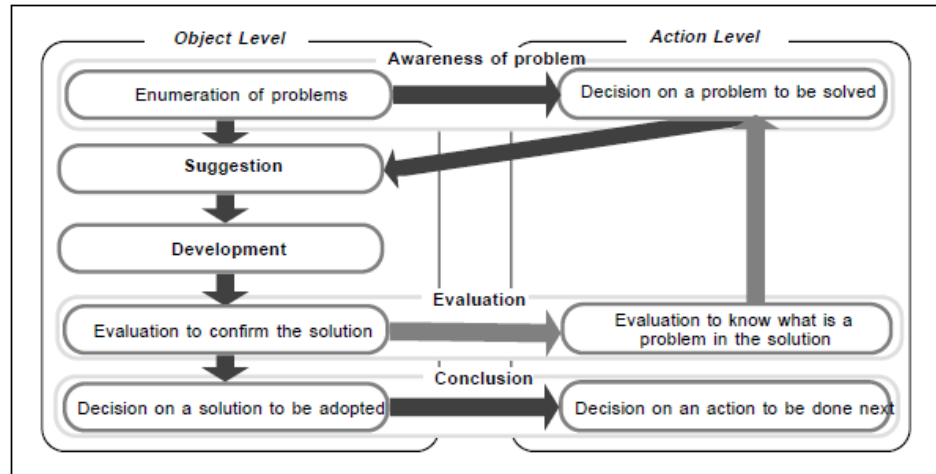 Object Level
Action Level
Awareness of problem
Enumeration of problems
Decision on a problem to be solved
Suggestion
Development
Evaluation
Evaluation to confirm the solution
Evaluation to know what is a
problem in the solution
Conclusion
Decision on a solution to be adopted
Decision on an action to be done next